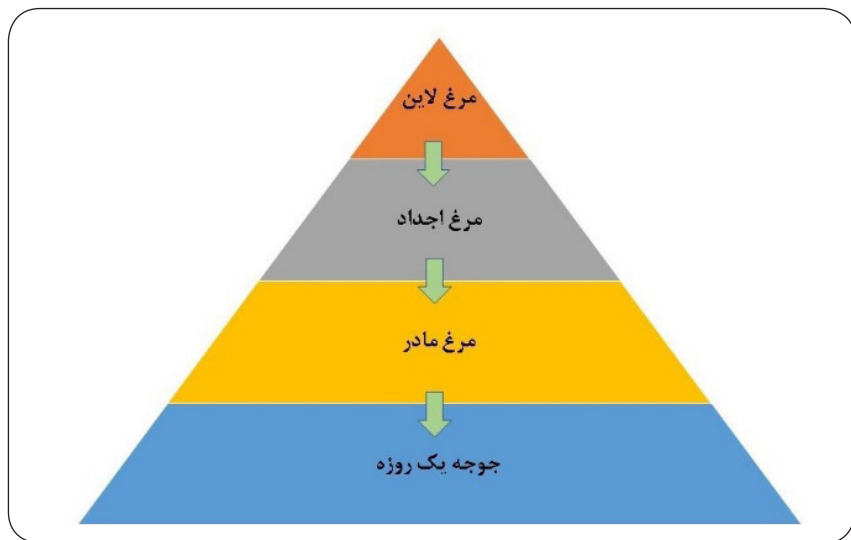 مرغ لاین
مرغ اجداد
مرغ مادر
جوجه یک روزه